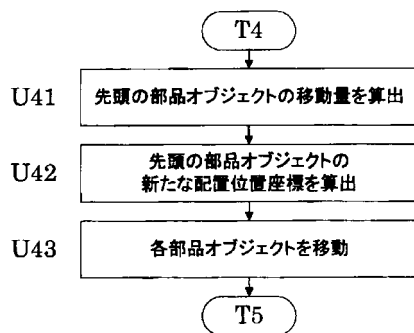 T4
U41
先頭の部品オブジェクトの移動量を算出
U42
先頭の部品オブジェクトの
新たな配置位置座標を算出
U43
各部品オブジェクトを移動
T5